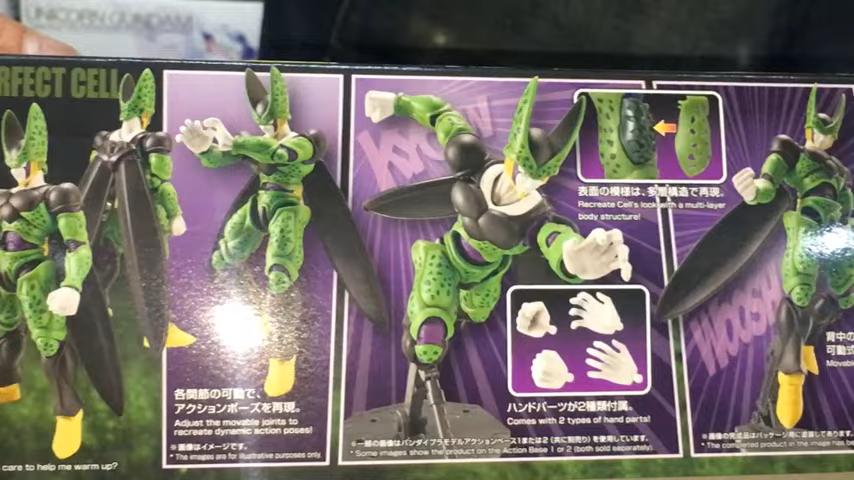 UNICORN GUNDAM
RFECT CELL
care to help me warm up?
各関節の可動で、
アクションポーズを再現。
Adjust the movable joints to
recreate dynamic action poses!
※画像はイメージです。
* The images are for illustrative purposes only.
表面の模様は、多層構造で再現。
Recreate Cell's look with a multi-layer
body structure!
ハンドパーツが2種類付属。
Comes with 2 types of hand parts!
※一部の画像はバンダイプラモデルアクションベース1または2(共に別売り)を使用しています。
* Some images show the product on the Action Base 1 or 2 (both sold separately).
WOOSH
背中の
可動式
Movable
※画像の完成品はパッケージ用に塗装してあります。
* The completed product in the image has be